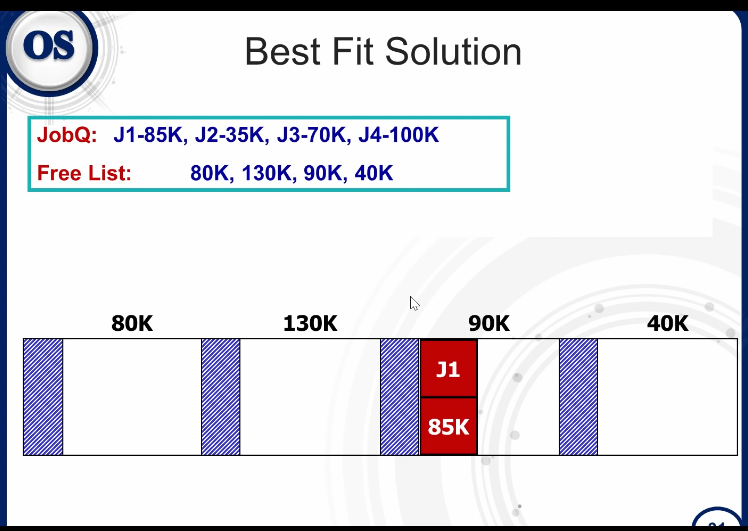 OS
Best Fit Solution
JobQ: J1-85K, J2-35K, J3-70K, J4-100K
Free List: 80K, 130K, 90K, 40K
80K 130K 90K 40K
J1
85K